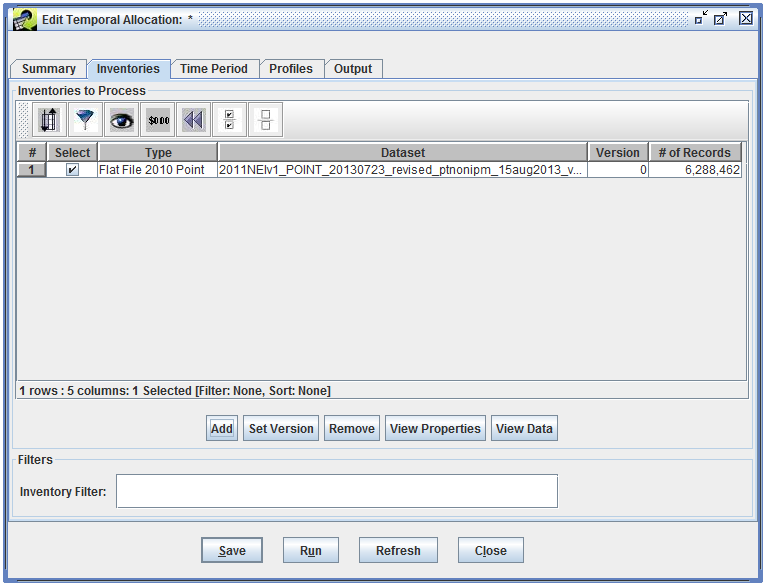 Edit Temporal Allocation: *
Summary Inventories Time Period Profiles Output
Inventories to Process
$000
# Select Type Dataset Version # of Records
1 Flat File 2010 Point 2011NEIv1_POINT_20130723_revised_ptnonipm_15aug2013_v... 0 6,288,462
1 rows : 5 columns: 1 Selected [Filter: None, Sort: None]
Add Set Version Remove View Properties View Data
Filters
Inventory Filter:
Save Run Refresh Close